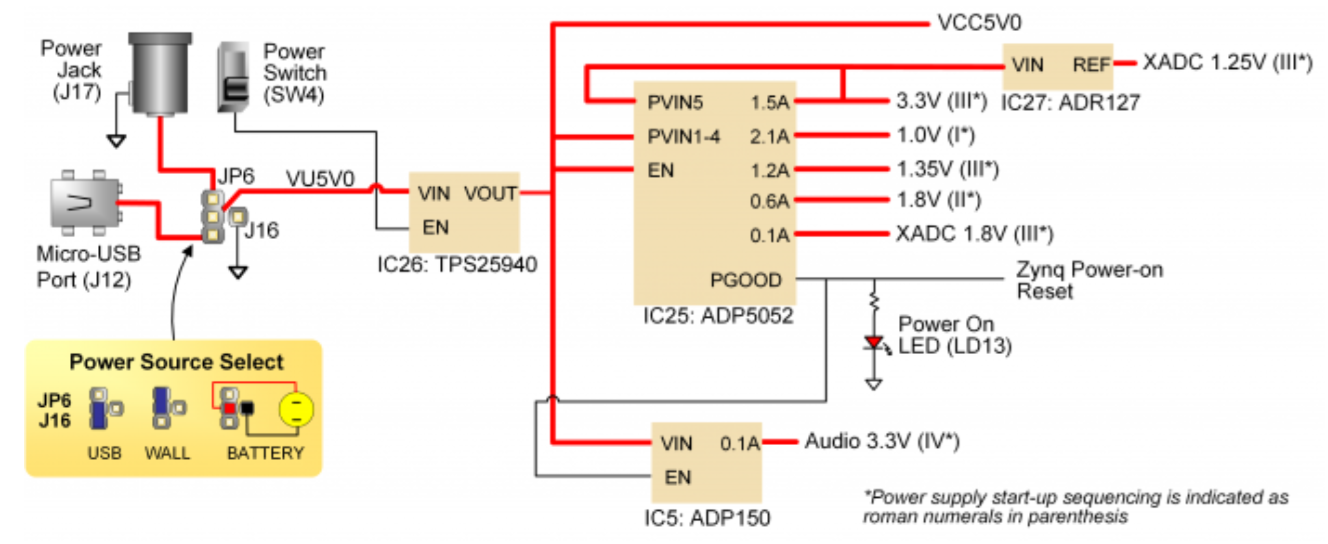 Power
Jack
(J17)
Power
Switch
(SW4)
VCC5V0
VIN REF
XADC 1.25V (III*)
IC27: ADR127
PVIN5 1.5A
3.3V (III*)
PVIN1-4 2.1A
1.0V (I*)
EN 1.2A
1.35V (III*)
0.6A
1.8V (II*)
0.1A
XADC 1.8V (III*)
PGOOD
IC25: ADP5052
JP6
VU5V0
J16
VIN VOUT
EN
IC26: TPS25940
Micro-USB
Port (J12)
Zynq Power-on
Reset
Power On
LED (LD13)
Power Source Select
JP6
J16
USB WALL BATTERY
VIN 0.1A
Audio 3.3V (IV*)
EN
IC5: ADP150
*Power supply start-up sequencing is indicated as
roman numerals in parenthesis